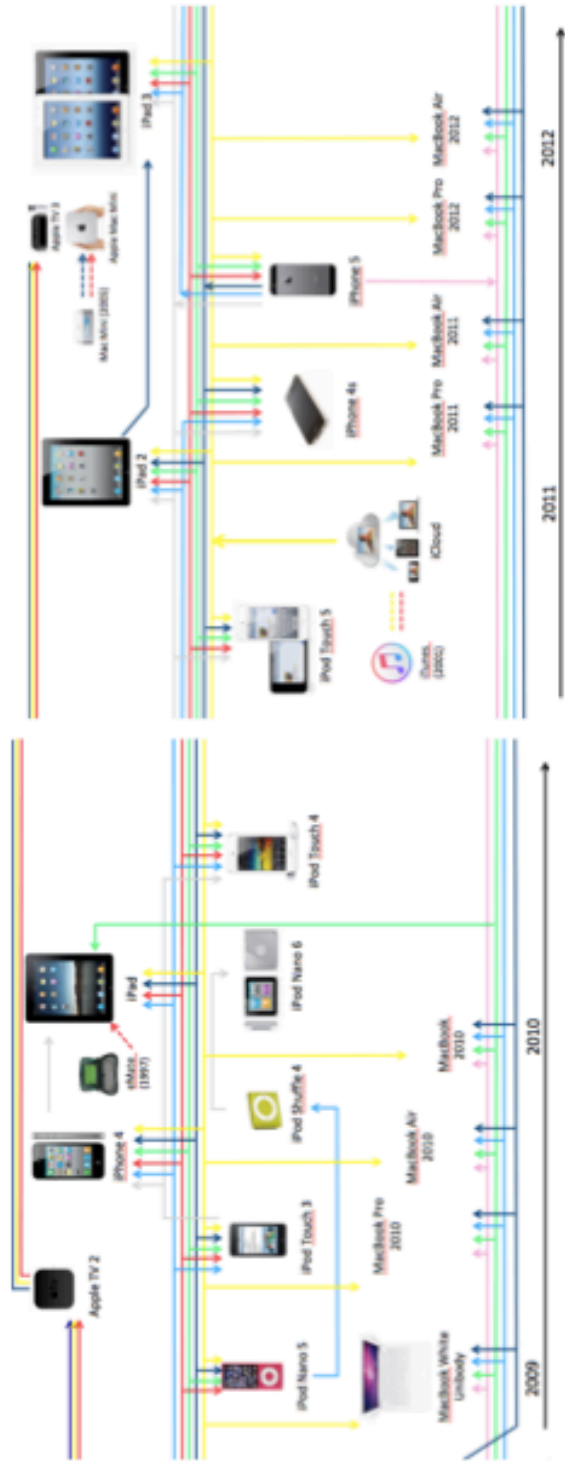 Apple TV 2
iPhone 4
eMate
(1997)
iPad
iPod Nano 5
iPod Touch 3
iPod Shuffle 4
iPod Nano 6
iPod Touch 4
MacBook White
Unibody
MacBook Pro
2010
MacBook Air
2010
MacBook
2010
2009
2010
iPad 2
Mac Mini (2005)
Apple TV 3
Apple Mac Mini
iPad 3
iPod Touch 5
iTunes
(2001)
iCloud
iPhone 4s
iPhone 5
MacBook Pro
2011
MacBook Air
2011
MacBook Pro
2012
MacBook Air
2012
2011
2012